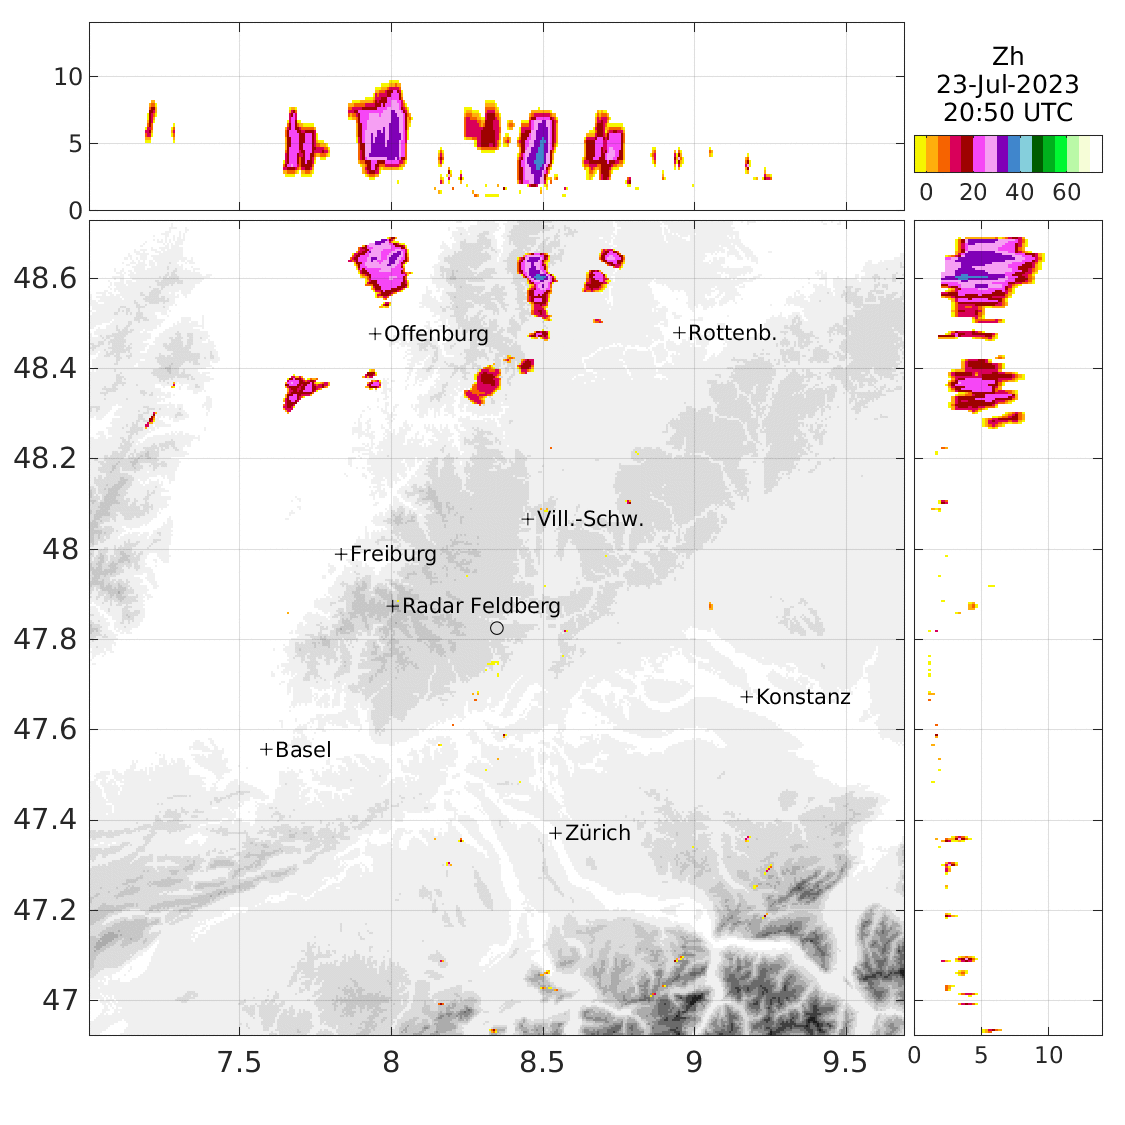 Zh
23-Jul-2023
20:50 UTC
0 20 40 60
10
5
0
48.6
48.4
48.2
48
47.8
47.6
47.4
47.2
47
+Offenburg
+Rottenb.
+Vill.-Schw.
+Freiburg
+Radar Feldberg
+Konstanz
+Basel
+Zürich
7.5 8 8.5 9 9.5
0 5 10